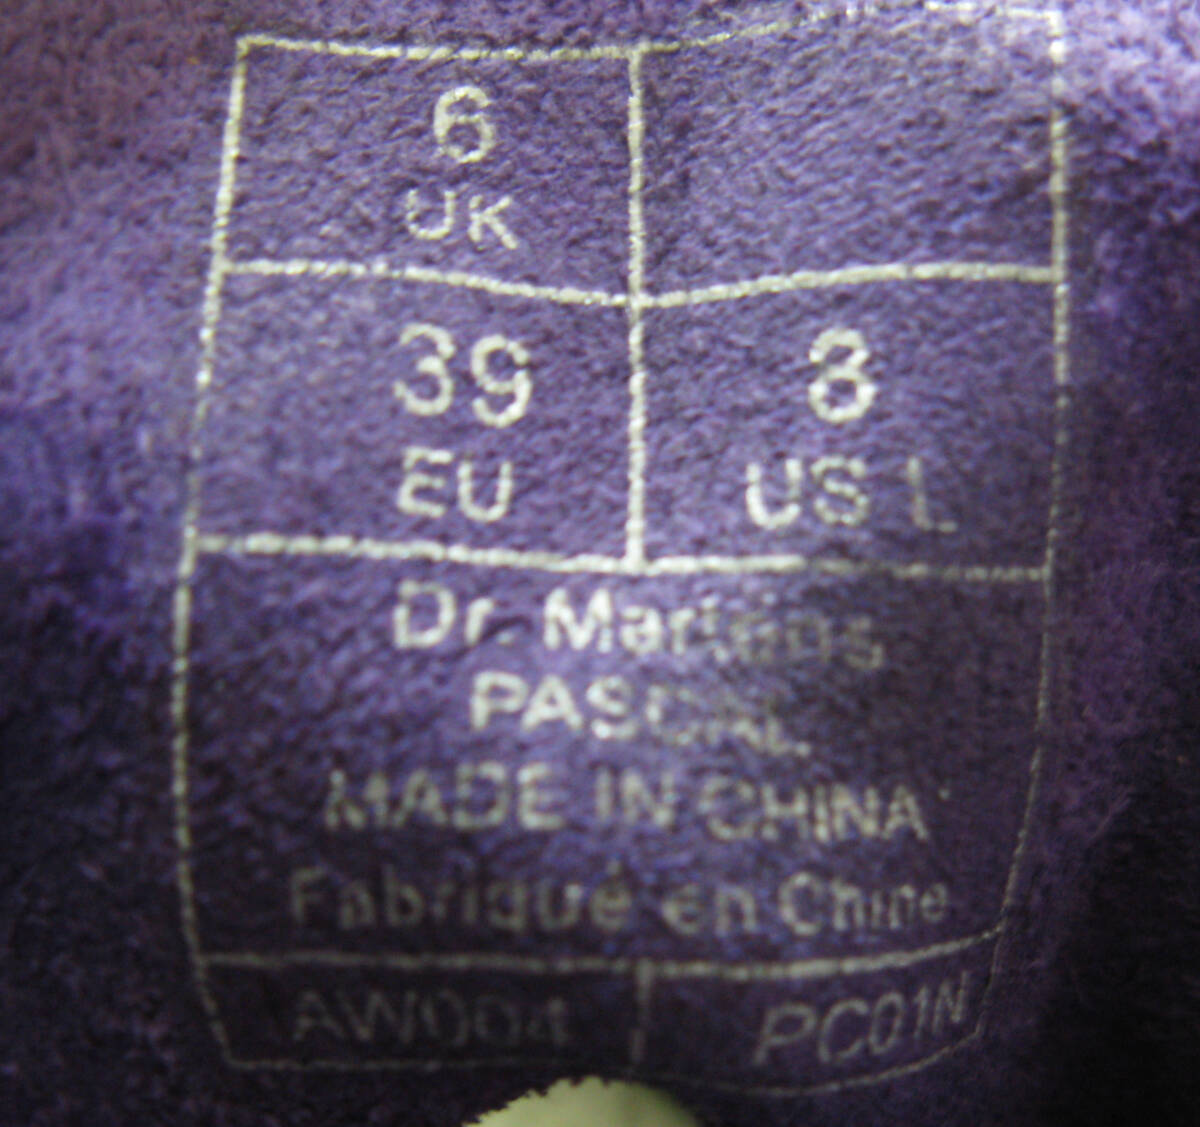 6
UK
39
EU
8
US L
Dr. Martens
PASCAL
MADE IN CHINA
Fabriqué en Chine
AW004
PC01N